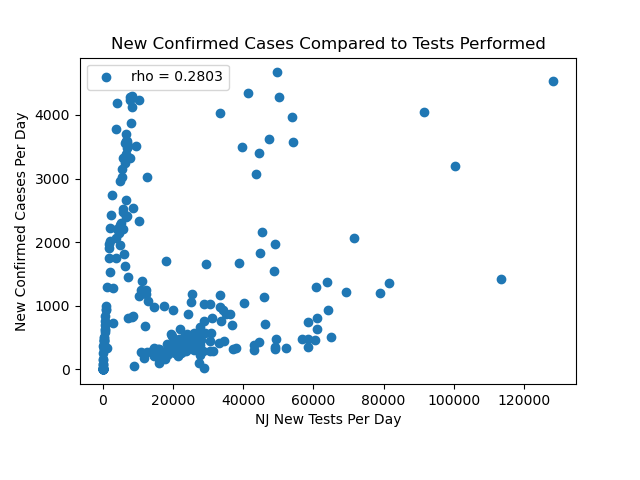 New Confirmed Cases Compared to Tests Performed
rho = 0.2803
New Confirmed Caeses Per Day
4000
3000
2000
1000
0
0 20000 40000 60000 80000 100000 120000
NJ New Tests Per Day